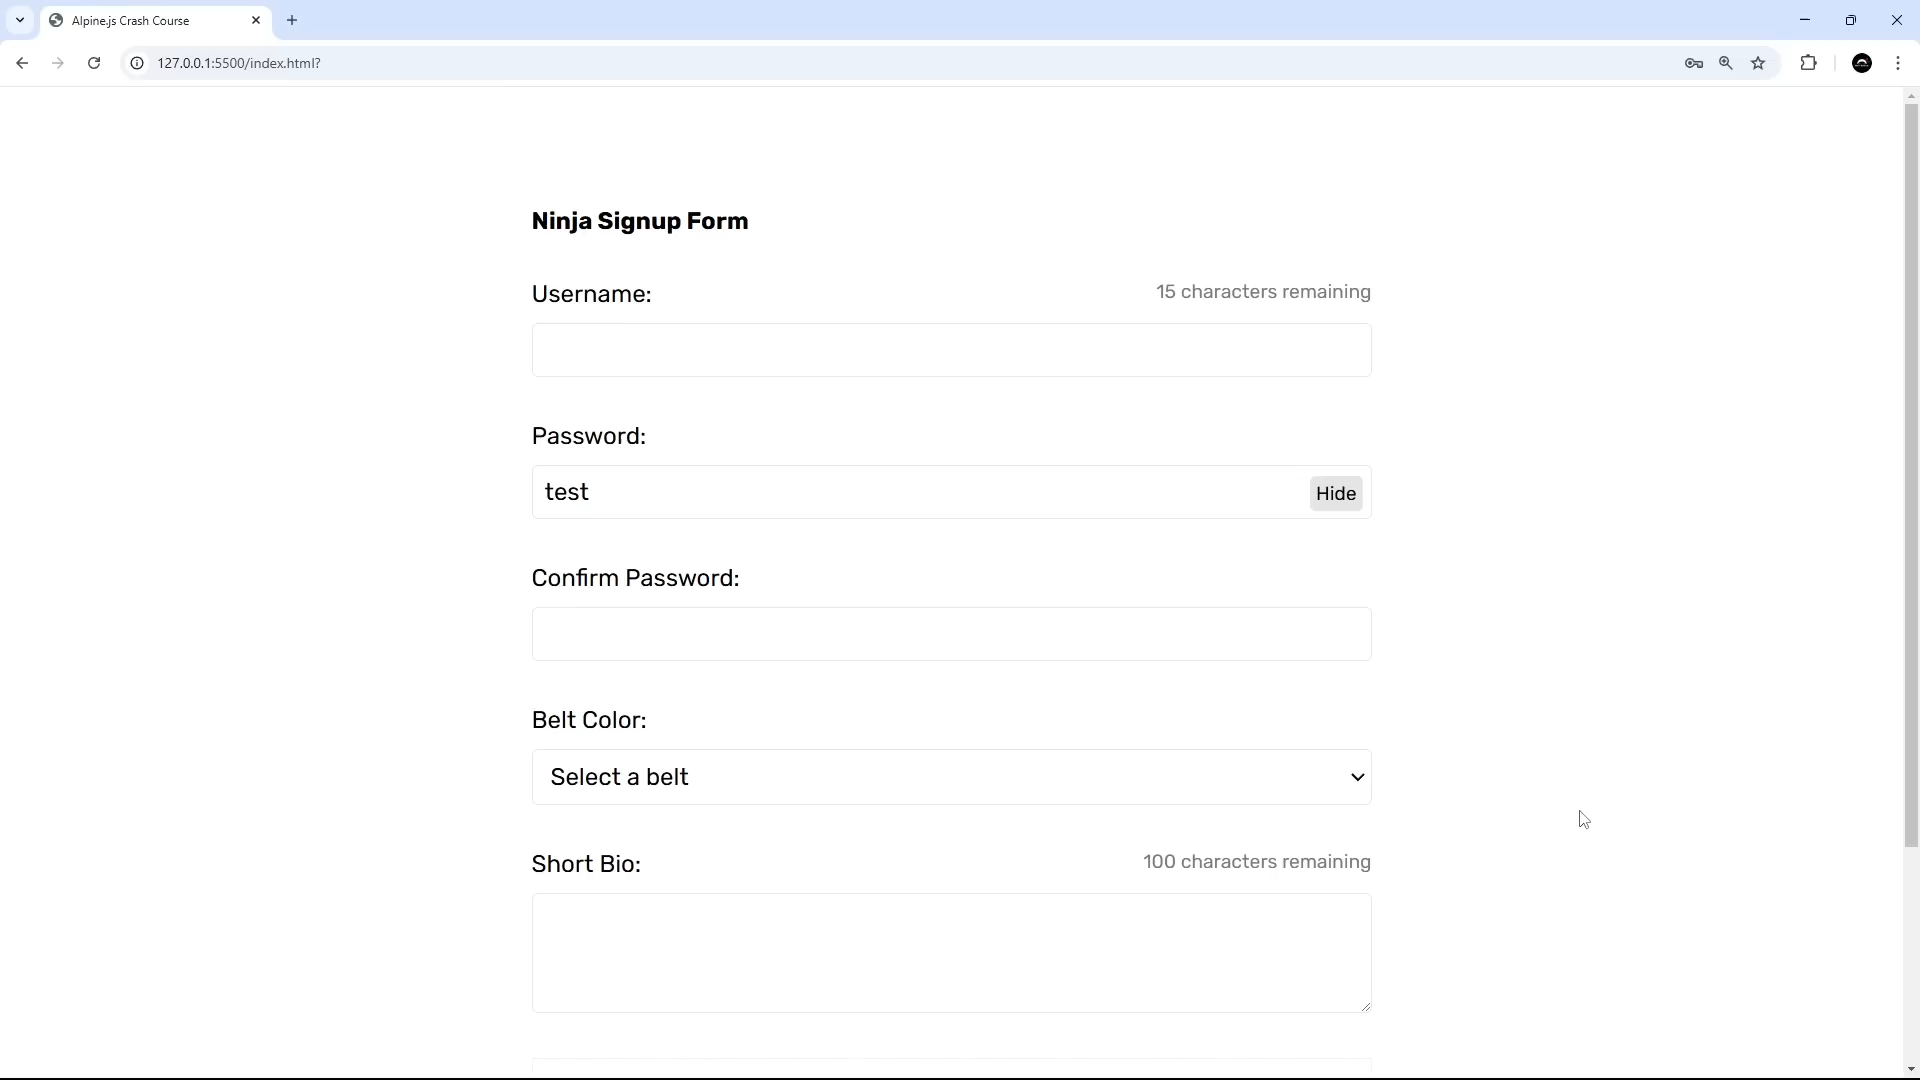 Alpine.js Crash Course
127.0.0.1:5500/index.html?
Ninja Signup Form
Username:
15 characters remaining
Password:
test
Hide
Confirm Password:
Belt Color:
Select a belt
Short Bio:
100 characters remaining